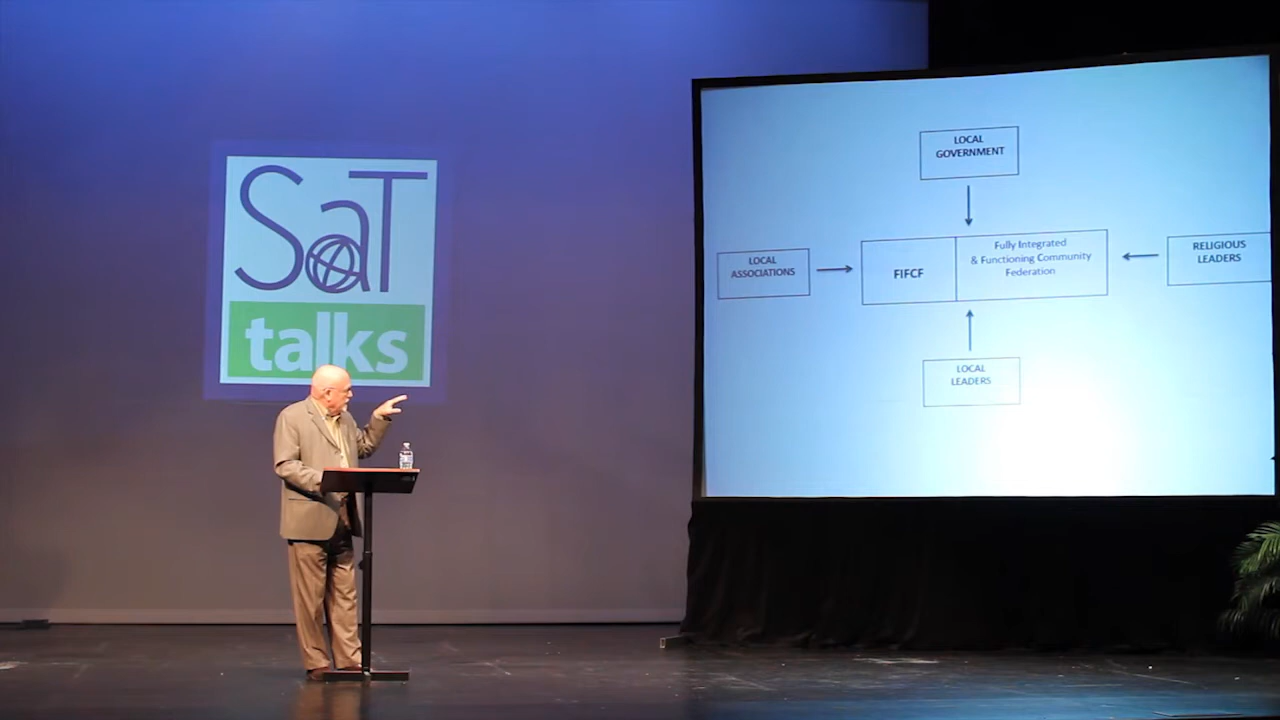 SaT
talks
LOCAL
GOVERNMENT
LOCAL
ASSOCIATIONS
FIFCF
Fully Integrated
& Functioning Community
Federation
RELIGIOUS
LEADERS
LOCAL
LEADERS